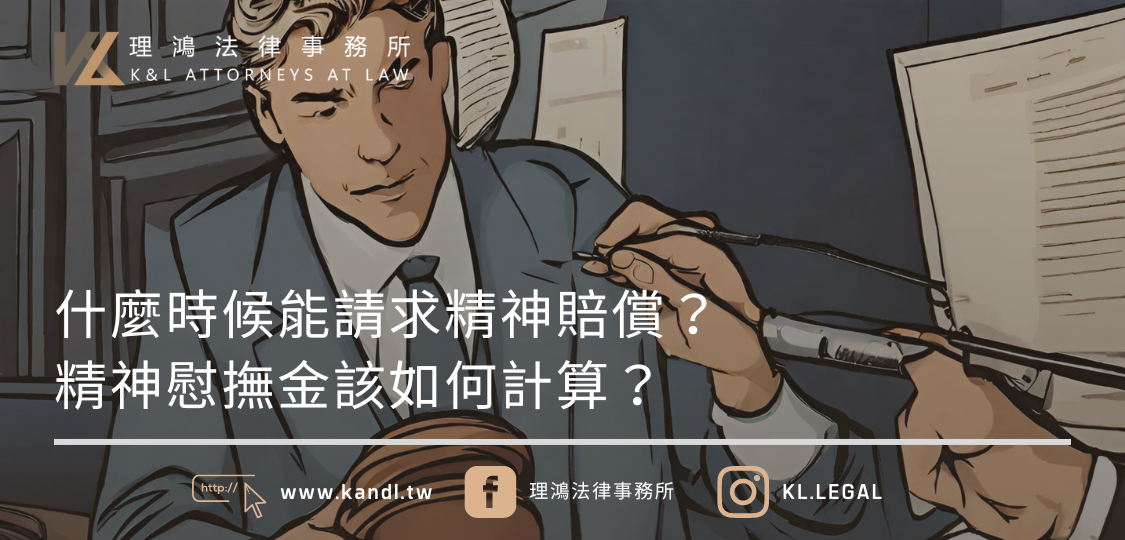 理鴻法律事務所
K&L ATTORNEYS AT LAW
什麼時候能請求精神賠償？
精神慰撫金該如何計算？
http://
www.kandl.tw
理鴻法律事務所
KL.LEGAL